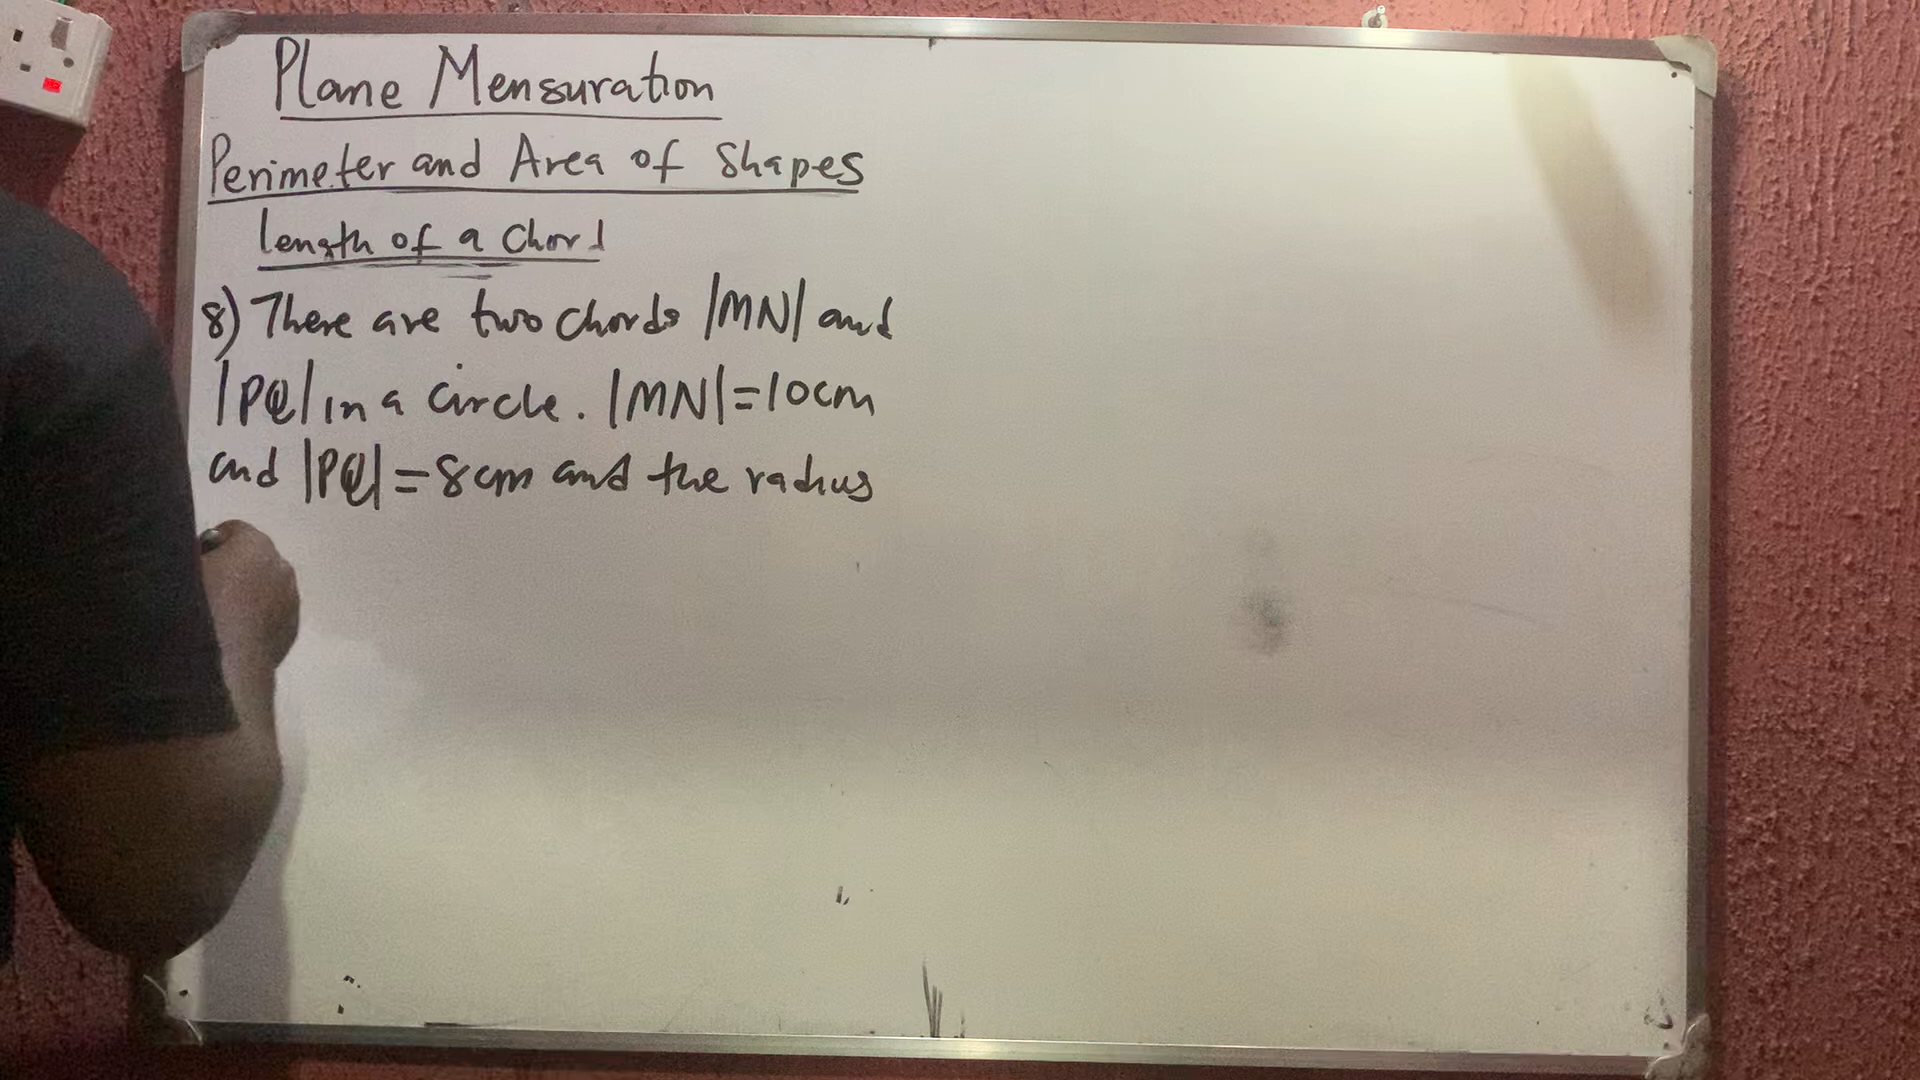 Plane Mensuration
Perimeter and Area of Shapes
Length of a Chord
8) There are two chords |MN| and
|PQ| in a circle. |MN|=10cm
and |PQ|=8cm and the radius